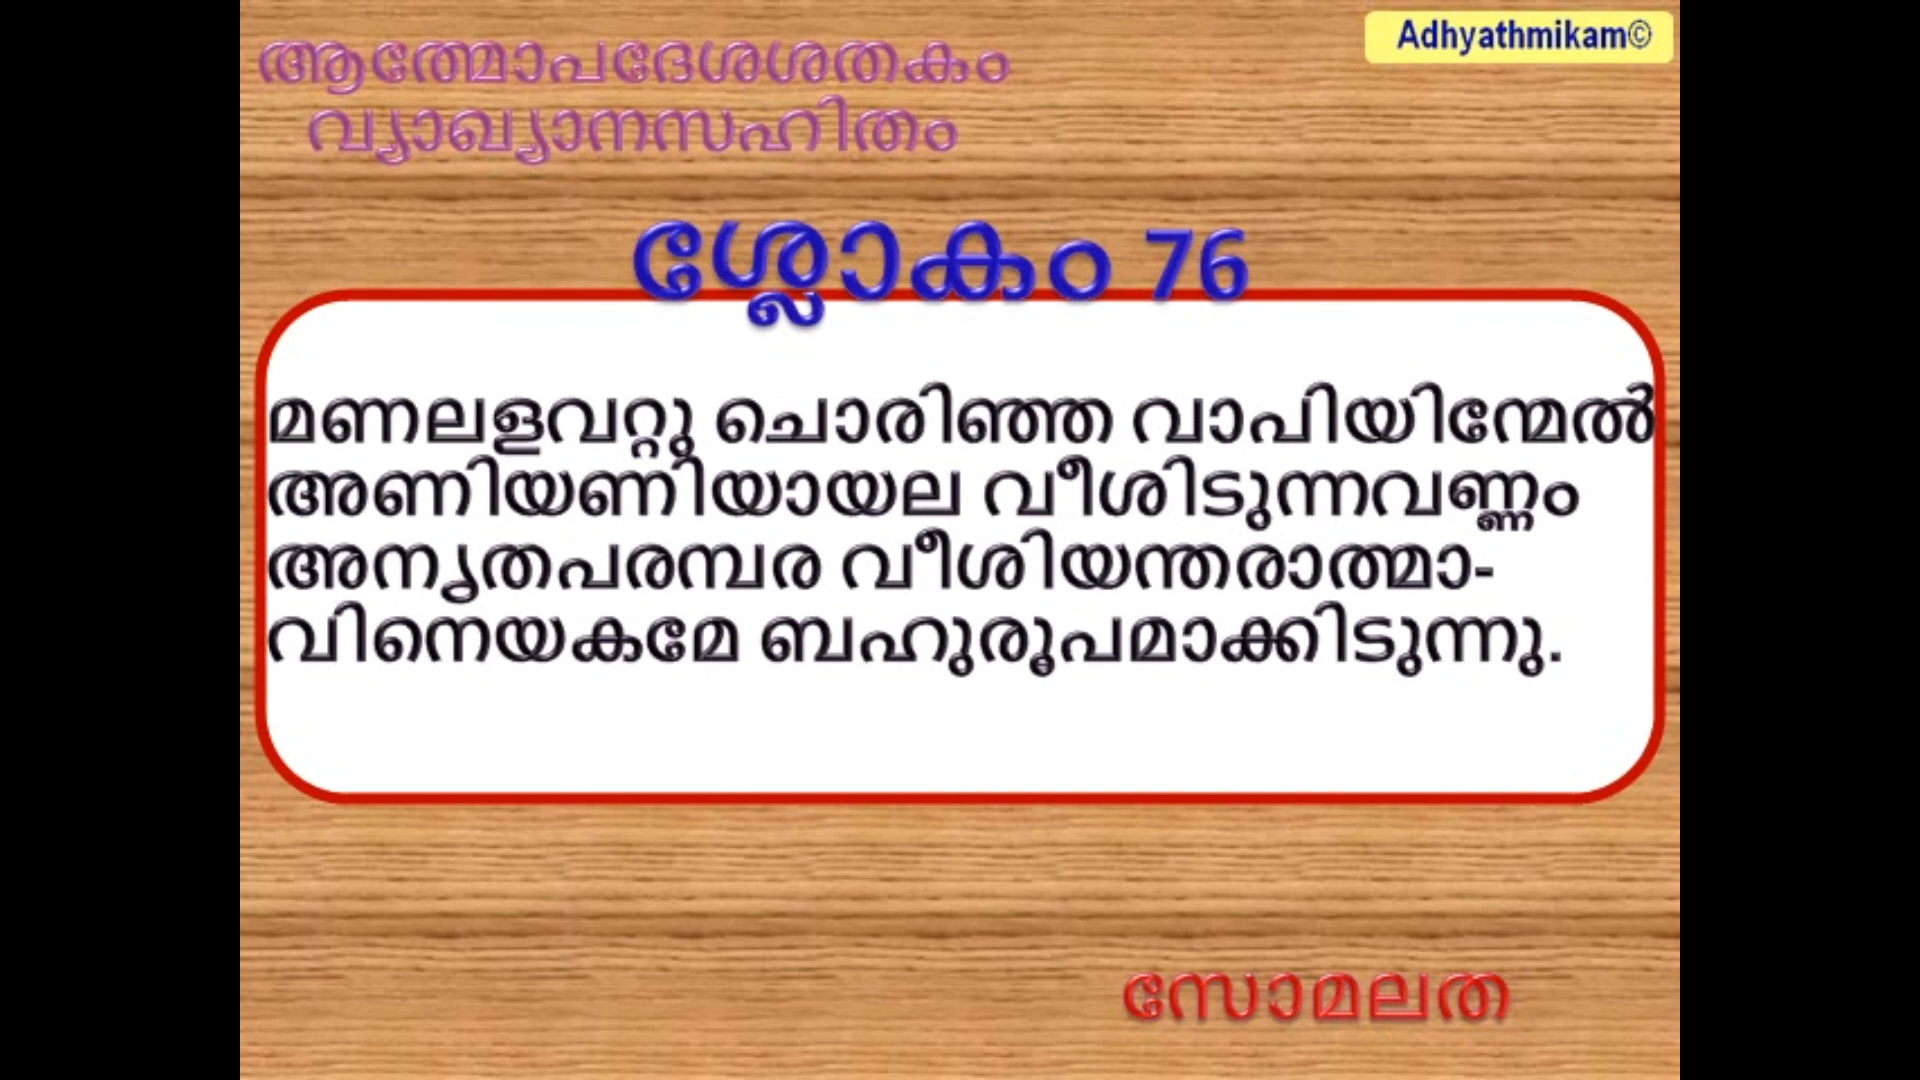 Adhyathmikam©
ആത്മോപദേശശതകം
വ്യാഖ്യാനസഹിതം
ശ്ലോകം 76
മണലളവറ്റു ചൊരിഞ്ഞ വാപിയിന്മേൽ
അണിയണിയായല വീശിടുന്നവണ്ണം
അനൃതപരമ്പര വീശിയന്തരാത്മാ-
വിനെയകമേ ബഹുരൂപമാക്കിടുന്നു.
സോമലത